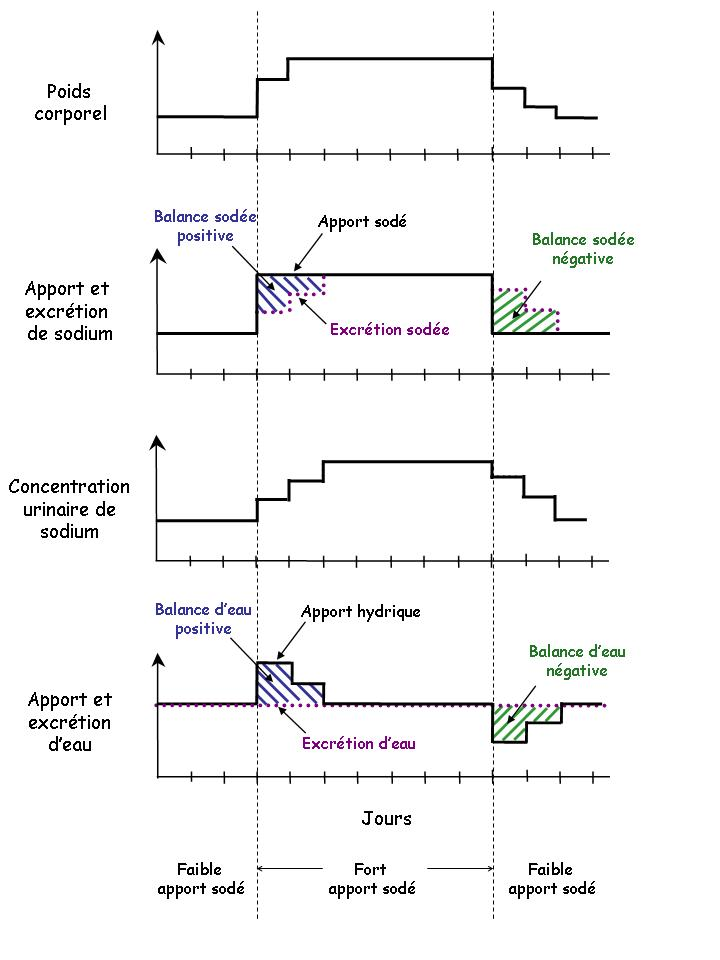 Poids
corporel
Balance sodée
positive
Apport sodé
Balance sodée
négative
Apport et
excrétion
de sodium
Excrétion sodée
Concentration
urinaire de
sodium
Balance d'eau
positive
Apport hydrique
Balance d'eau
négative
Apport et
excrétion
d'eau
Excrétion d'eau
Jours
Faible
apport sodé
Fort
apport sodé
Faible
apport sodé